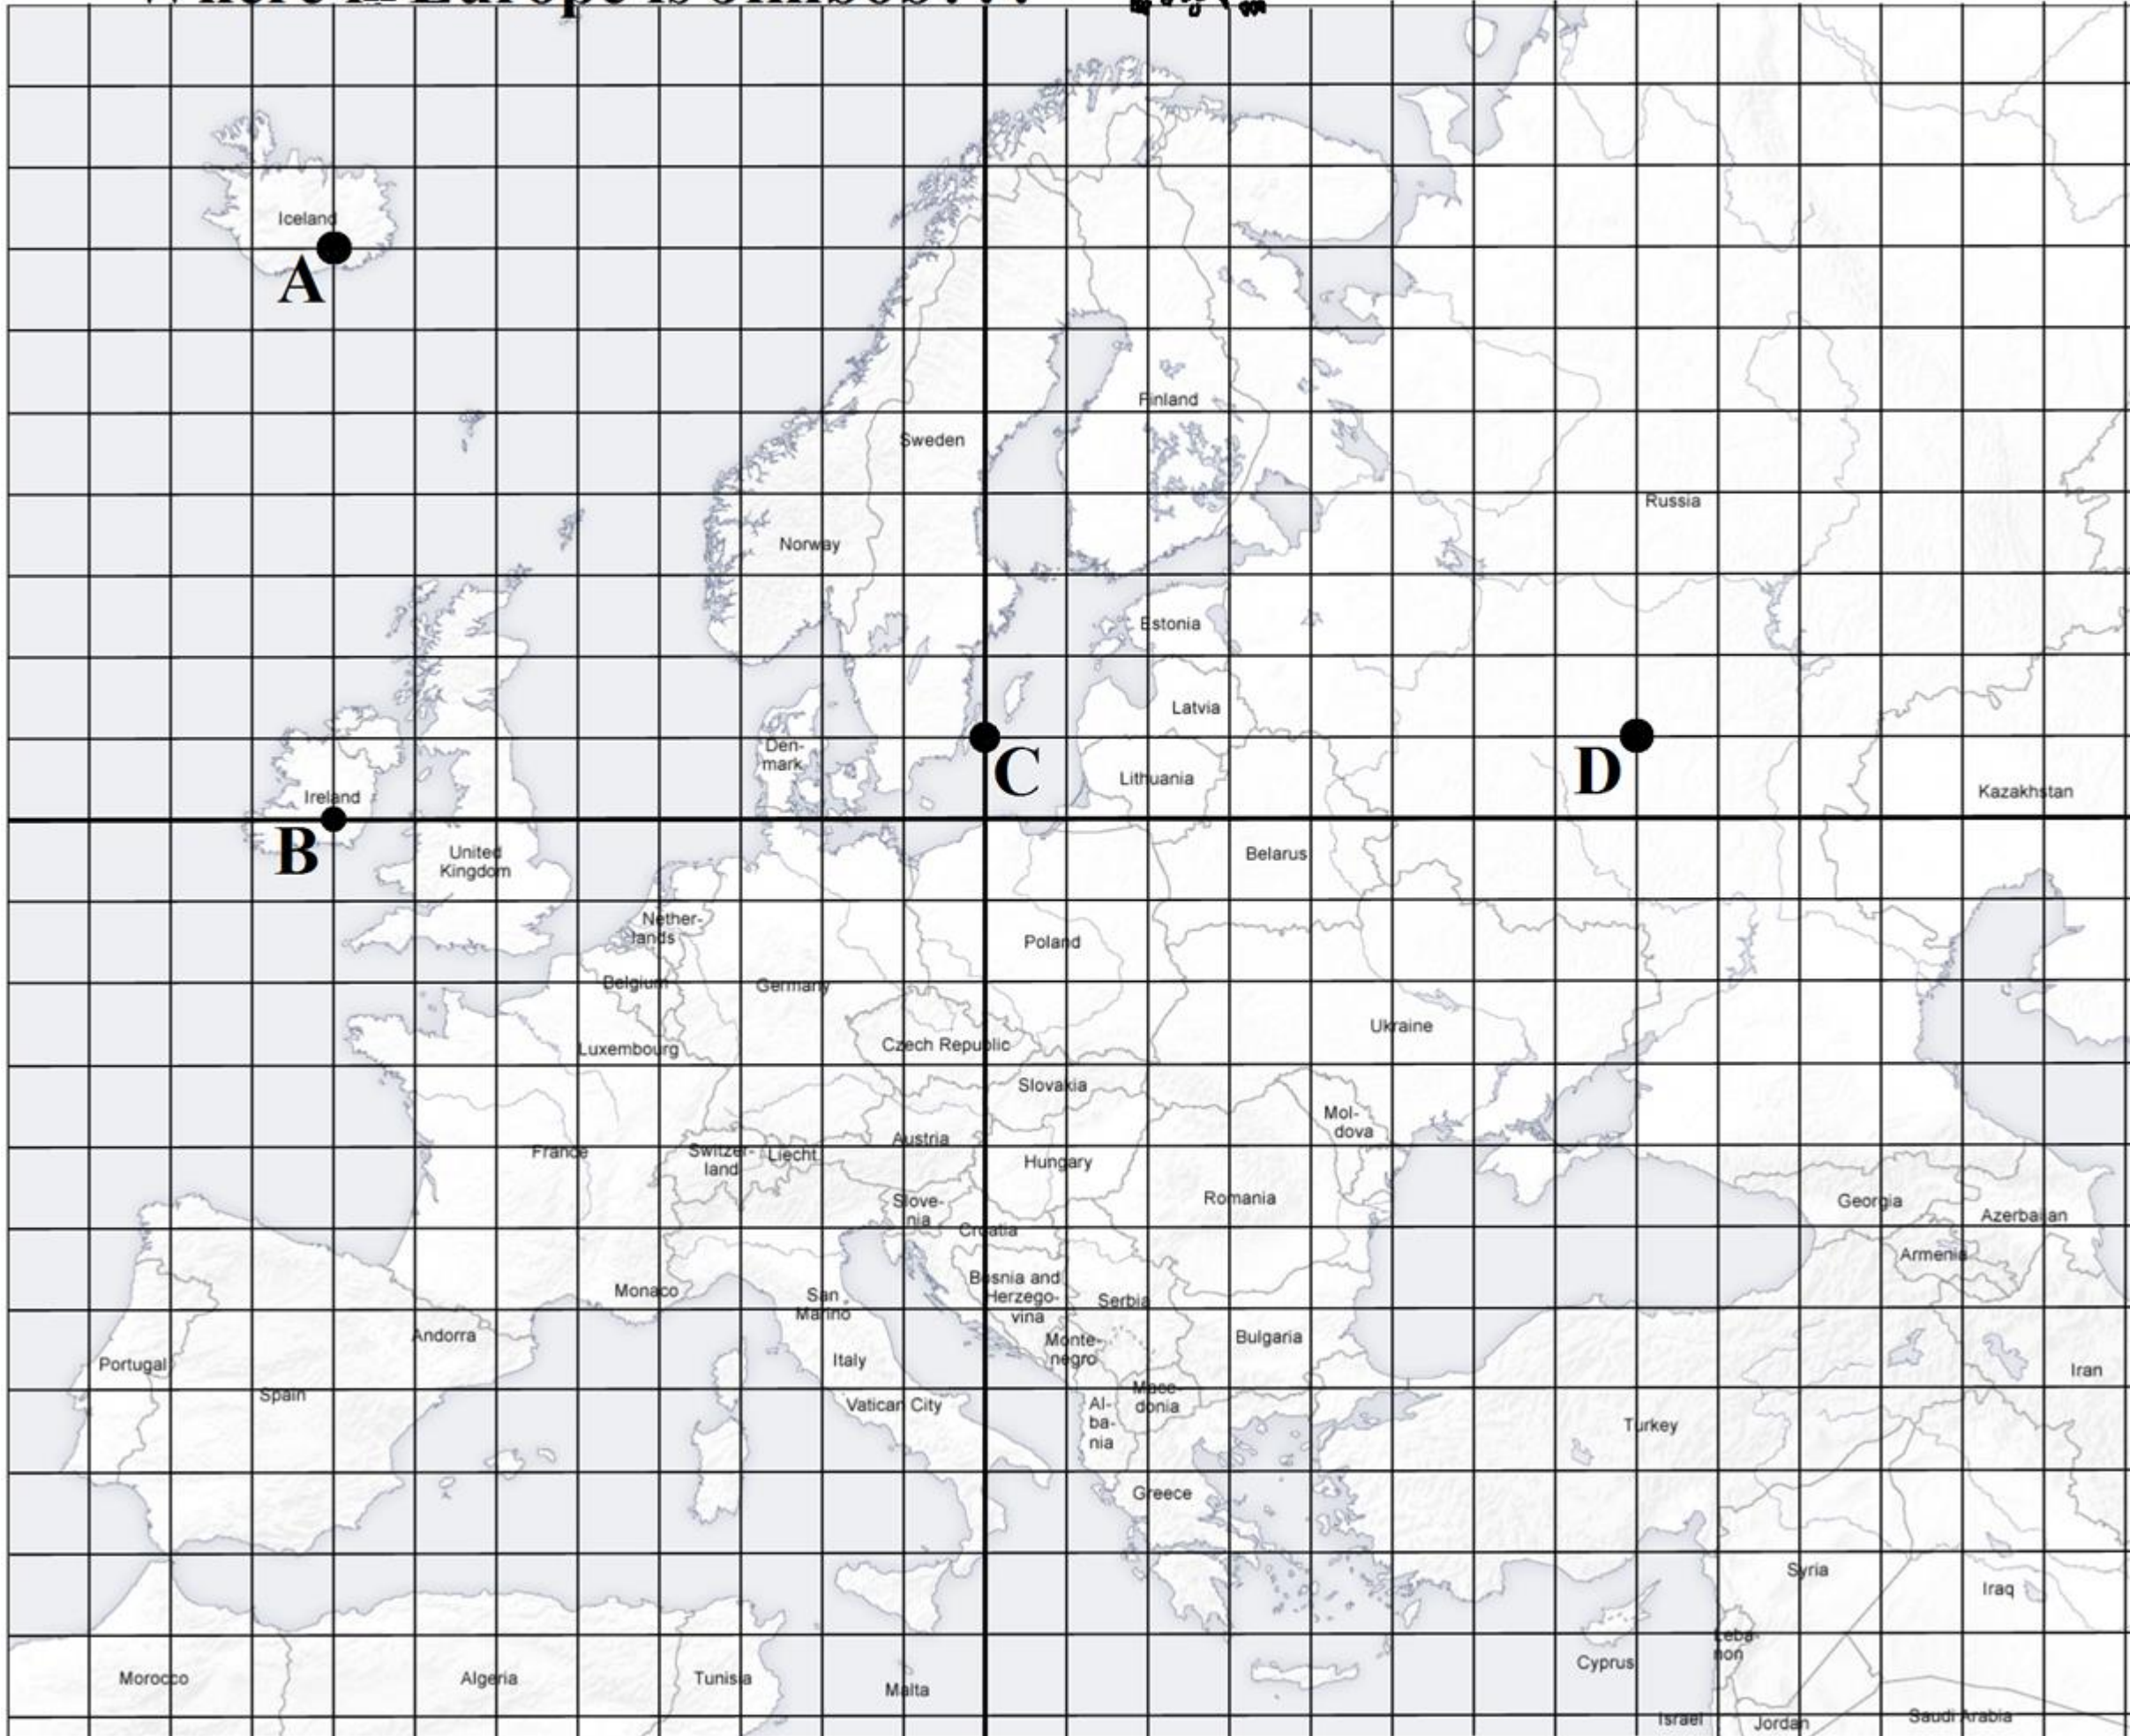 Iceland
A
Finland
Sweden
Russia
Norway
Estonia
Latvia
Den-
mark
C
D
Lithuania
Kazakhstan
Ireland
B
United
Kingdom
Belarus
Nether-
lands
Poland
Belgium
Germany
Ukraine
Czech Republic
Luxembourg
Slovakia
Mol-
dova
Austria
France
Switzer-
land
Liecht.
Hungary
Romania
Slove-
nia
Georgia
Azerbaijan
Croatia
Armenia
Bosnia and
Herzego-
vina
Monaco
San
Marino
Serbia
Andorra
Bulgaria
Monte-
negro
Portugal
Italy
Iran
Spain
Vatican City
Mace-
donia
Al-
ba-
nia
Turkey
Greece
Syria
Iraq
Leba-
non
Cyprus
Morocco
Algeria
Tunisia
Malta
Israel
Jordan
Saudi Arabia